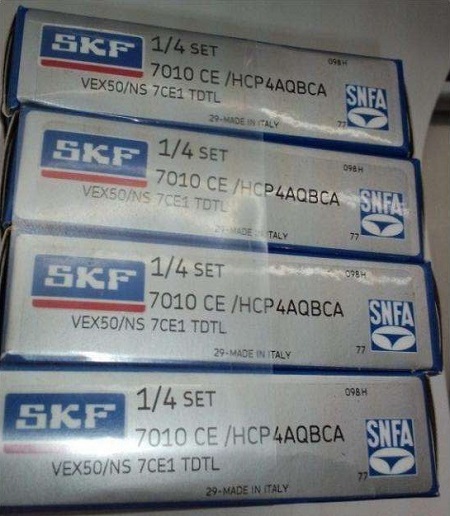 SKF
1/4 SET
098H
7010 CE /HCP4AQBCA
SNFA
VEX50/NS 7CE1 TDTL
29-MADE IN ITALY
77
SKF
1/4 SET
098H
7010 CE /HCP4AQBCA
SNFA
VEX50/NS 7CE1 TDTL
29-MADE IN ITALY
77
SKF
1/4 SET
098H
7010 CE /HCP4AQBCA
SNFA
VEX50/NS 7CE1 TDTL
29-MADE IN ITALY
77
SKF
1/4 SET
098H
7010 CE /HCP4AQBCA
SNFA
VEX50/NS 7CE1 TDTL
29-MADE IN ITALY
77